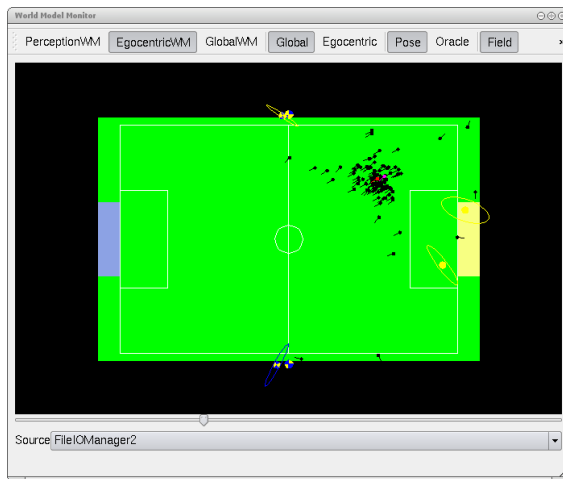 World Model Monitor
PerceptionWM EgocentricWM GlobalWM Global Egocentric Pose Oracle Field
Source FileIOManager2